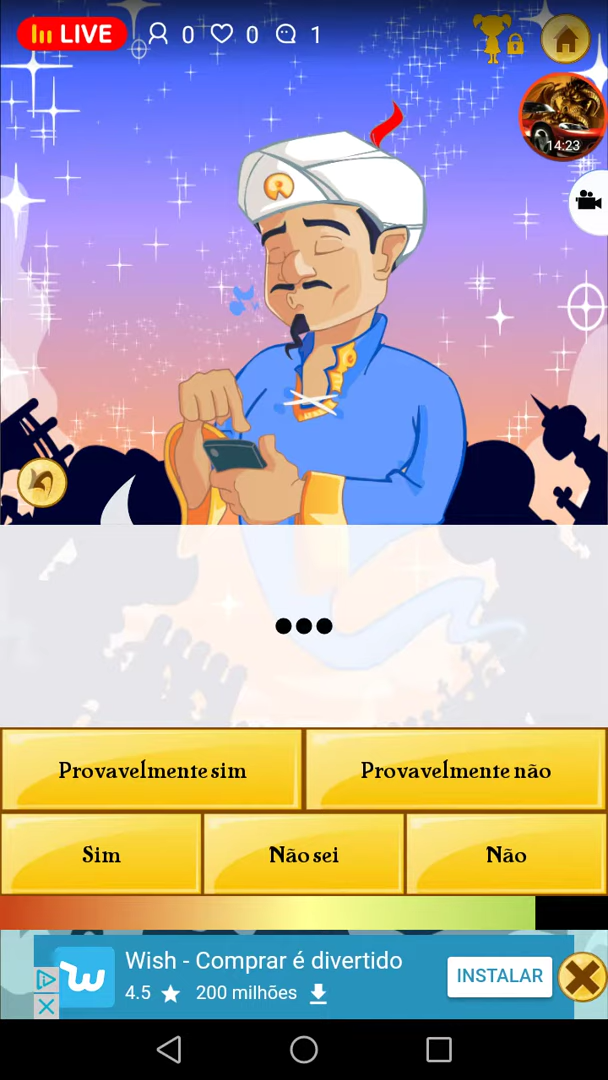 LIVE 0 0 1
14:23
•••
Provavelmente sim
Provavelmente não
Sim
Não sei
Não
Wish - Comprar é divertido
4.5 ★ 200 milhões
INSTALAR